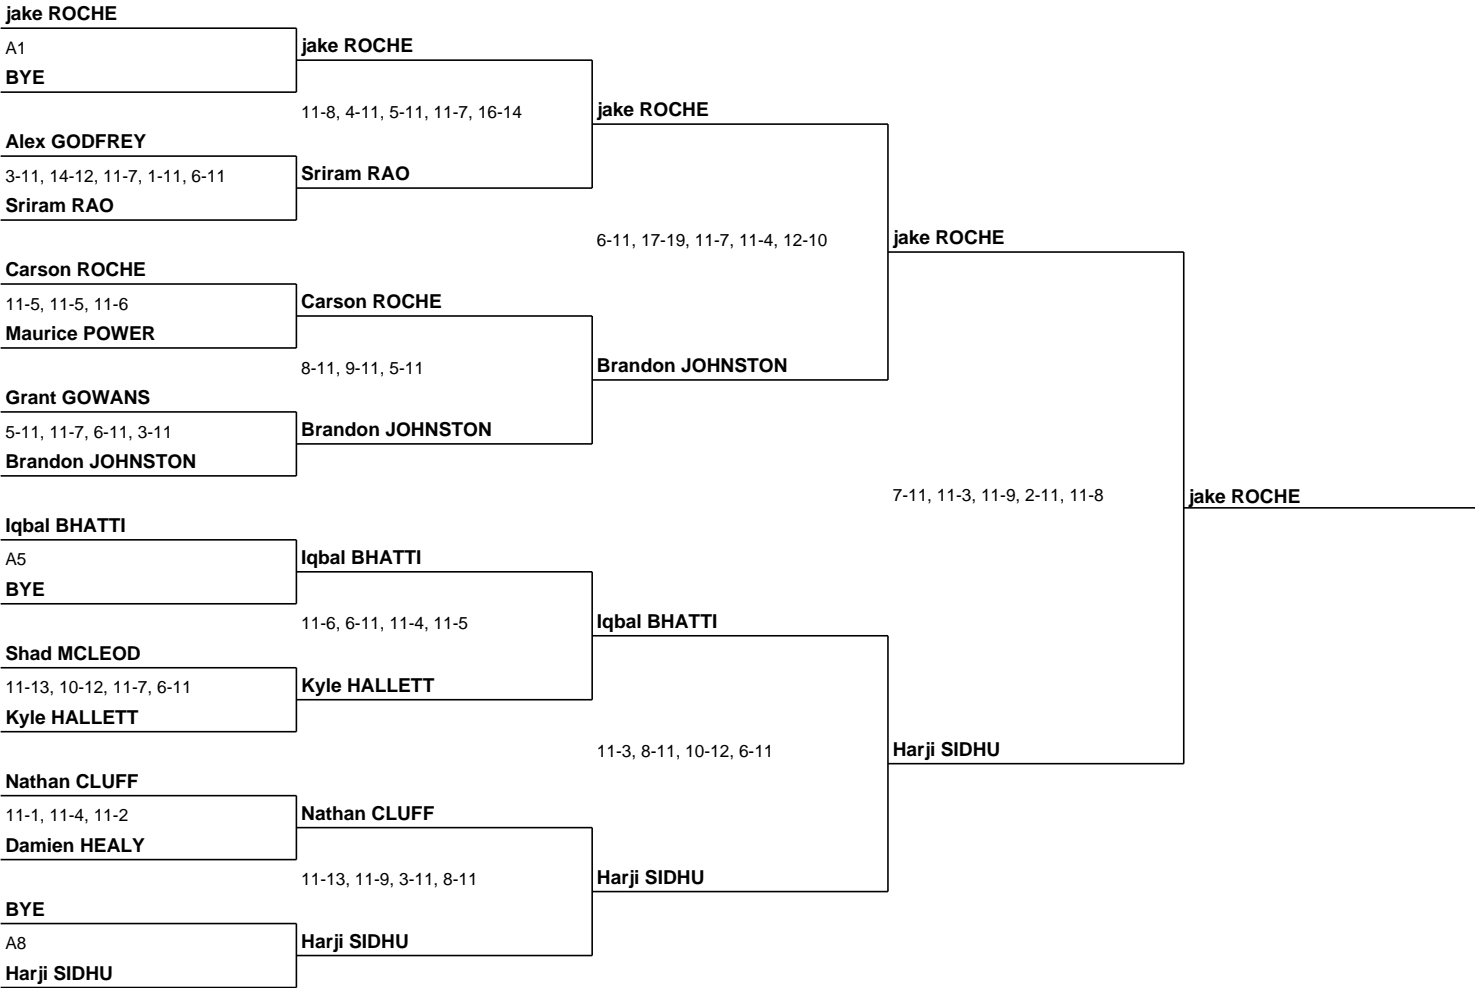 jake ROCHE
A1
BYE
Alex GODFREY
3-11, 14-12, 11-7, 1-11, 6-11
Sriram RAO
Carson ROCHE
11-5, 11-5, 11-6
Maurice POWER
Grant GOWANS
5-11, 11-7, 6-11, 3-11
Brandon JOHNSTON
Iqbal BHATTI
A5
BYE
Shad MCLEOD
11-13, 10-12, 11-7, 6-11
Kyle HALLETT
Nathan CLUFF
11-1, 11-4, 11-2
Damien HEALY
BYE
A8
Harji SIDHU
jake ROCHE
11-8, 4-11, 5-11, 11-7, 16-14
Sriram RAO
Carson ROCHE
8-11, 9-11, 5-11
Brandon JOHNSTON
Iqbal BHATTI
11-6, 6-11, 11-4, 11-5
Kyle HALLETT
Nathan CLUFF
11-13, 11-9, 3-11, 8-11
Harji SIDHU
jake ROCHE
6-11, 17-19, 11-7, 11-4, 12-10
Brandon JOHNSTON
Iqbal BHATTI
11-3, 8-11, 10-12, 6-11
Harji SIDHU
jake ROCHE
7-11, 11-3, 11-9, 2-11, 11-8
Harji SIDHU
jake ROCHE